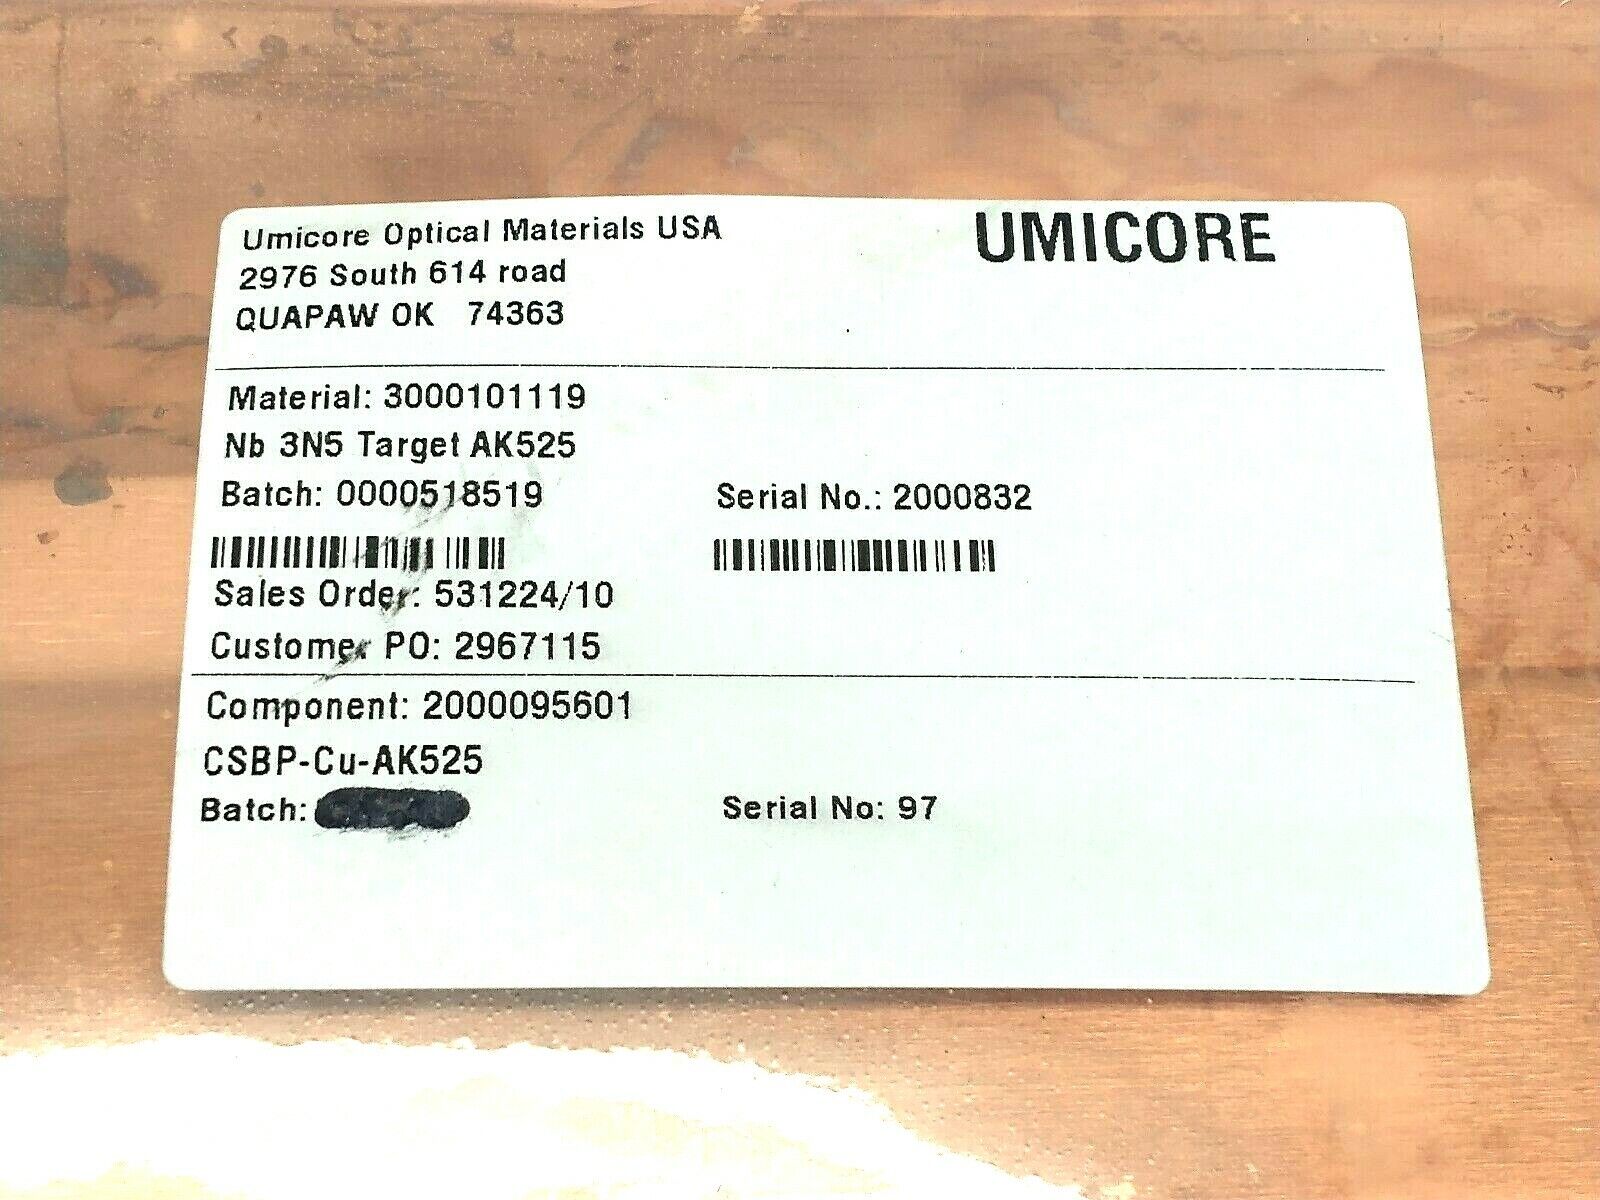 Umicore Optical Materials USA
UMICORE
2976 South 614 road
QUAPAW OK 74363
Material: 3000101119
Nb 3N5 Target AK525
Batch: 0000518519
Serial No.: 2000832
Sales Order: 531224/10
Customer PO: 2967115
Component: 2000095601
CSBP-Cu-AK525
Batch:
Serial No: 97